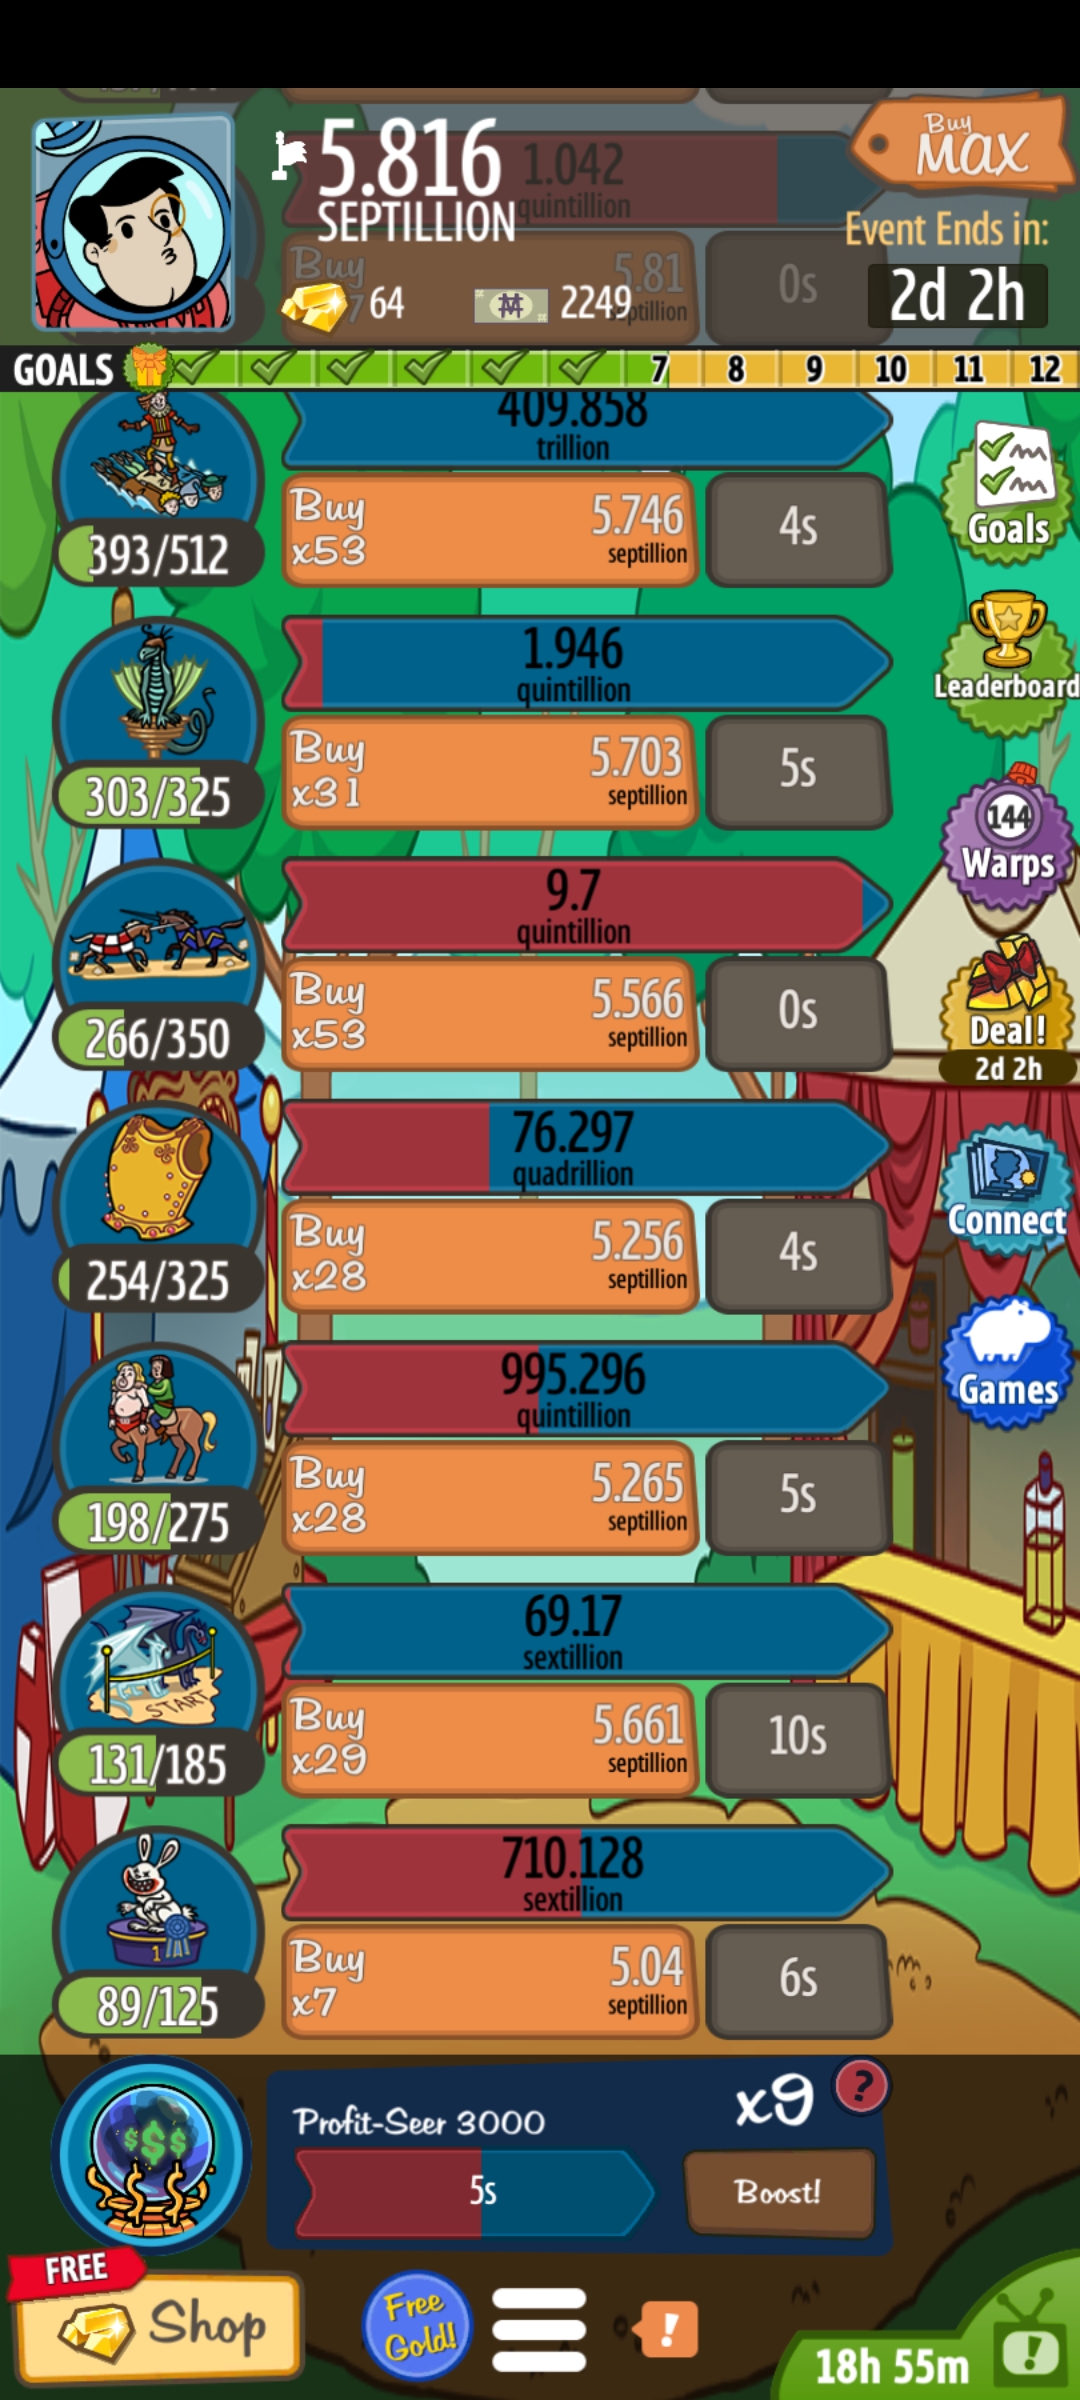 Buy
MAX
5.816
SEPTILLION
1.042
quintillion
Event Ends in:
2d 2h
Buy
5.81
septillion
0s
64
2249
GOALS 7 8 9 10 11 12
409.858
trillion
393/512
Buy
x53
5.746
septillion
4s
Goals
1.946
quintillion
303/325
Buy
x31
5.703
septillion
5s
Leaderboard
144
Warps
9.7
quintillion
266/350
Buy
x53
5.566
septillion
0s
Deal!
2d 2h
76.297
quadrillion
254/325
Buy
x28
5.256
septillion
4s
Connect
995.296
quintillion
198/275
Buy
x28
5.265
septillion
5s
Games
69.17
sextillion
START
131/185
Buy
x29
5.661
septillion
10s
710.128
sextillion
1
89/125
Buy
x7
5.04
septillion
6s
$$$
Profit-Seer 3000
x9
?
5s
Boost!
FREE
Shop
Free
Gold!
!
18h 55m
!